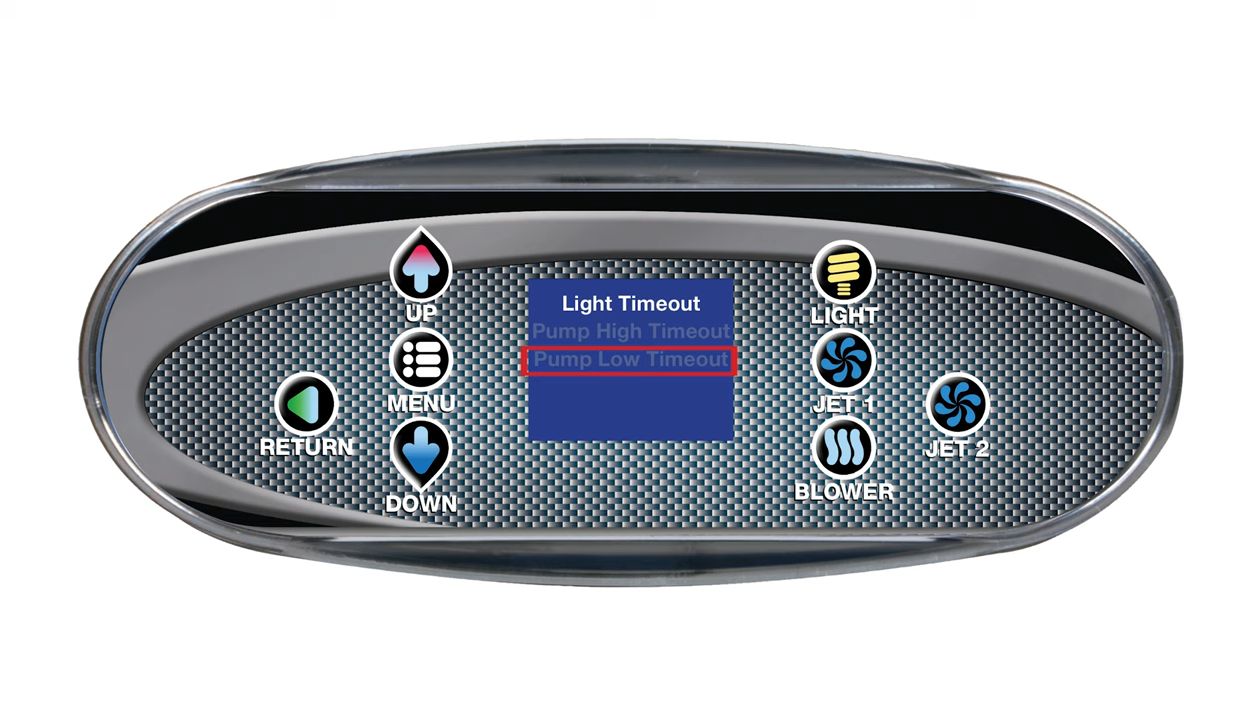 Light Timeout
Pump High Timeout
Pump Low Timeout
UP
MENU
DOWN
RETURN
LIGHT
JET 1
BLOWER
JET 2